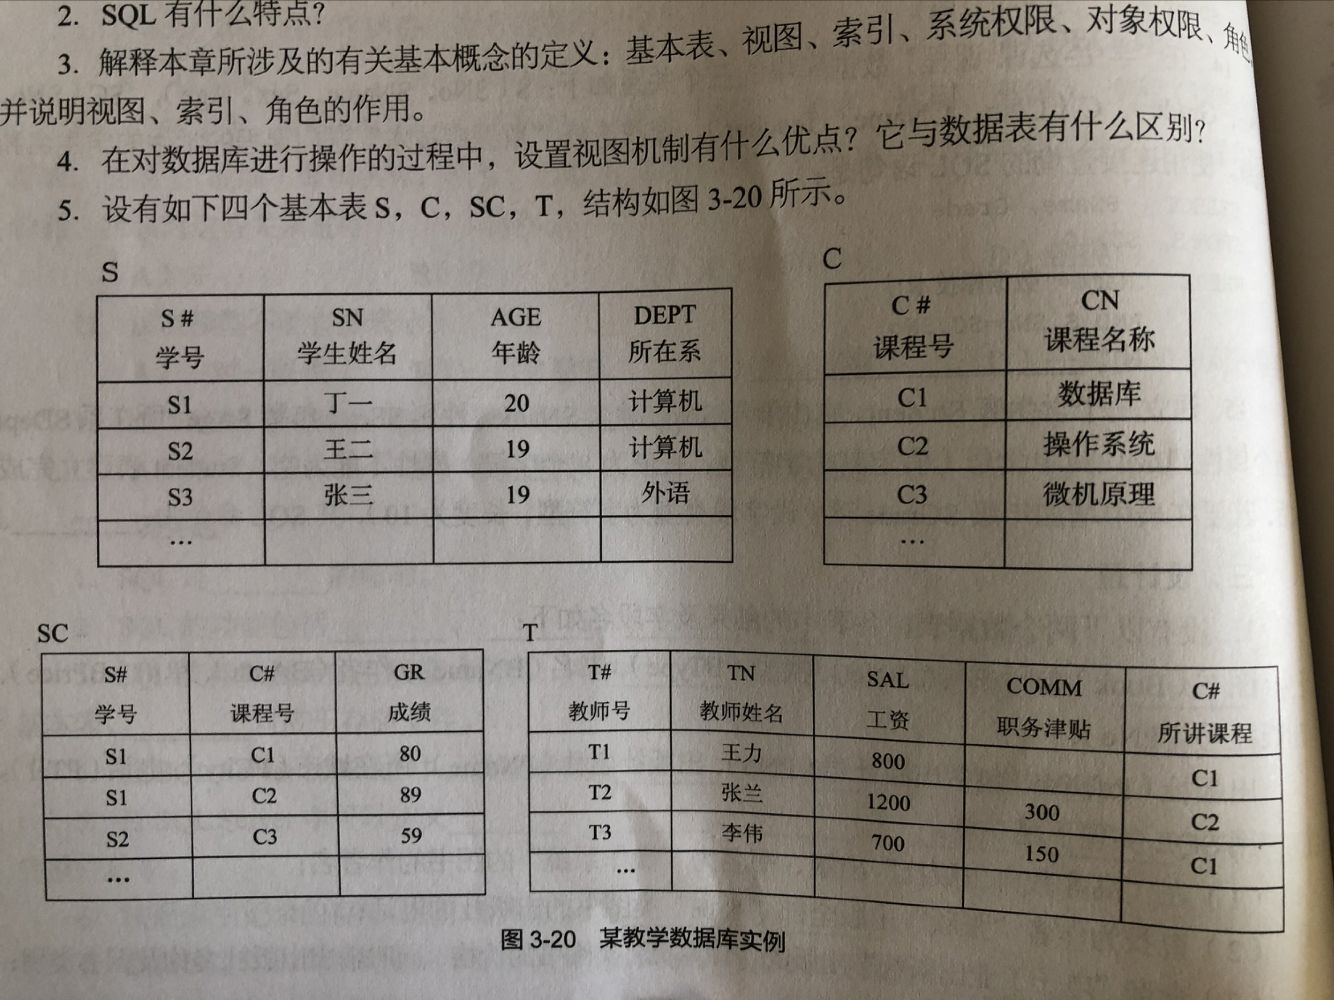 2. SQL 有什么特点？
3. 解释本章所涉及的有关基本概念的定义：基本表、视图、索引、系统权限、对象权限、角色
并说明视图、索引、角色的作用。
4. 在对数据库进行操作的过程中，设置视图机制有什么优点？它与数据表有什么区别？
5. 设有如下四个基本表 S，C，SC，T，结构如图 3-20 所示。
S
S # SN AGE DEPT
学号 学生姓名 年龄 所在系
S1 丁一 20 计算机
S2 王二 19 计算机
S3 张三 19 外语
…
C
C # CN
课程号 课程名称
C1 数据库
C2 操作系统
C3 微机原理
…
SC
S# C# GR
学号 课程号 成绩
S1 C1 80
S1 C2 89
S2 C3 59
…
T
T# TN SAL COMM C#
教师号 教师姓名 工资 职务津贴 所讲课程
T1 王力 800 C1
T2 张兰 1200 300 C2
T3 李伟 700 150 C1
…
图 3-20 某教学数据库实例